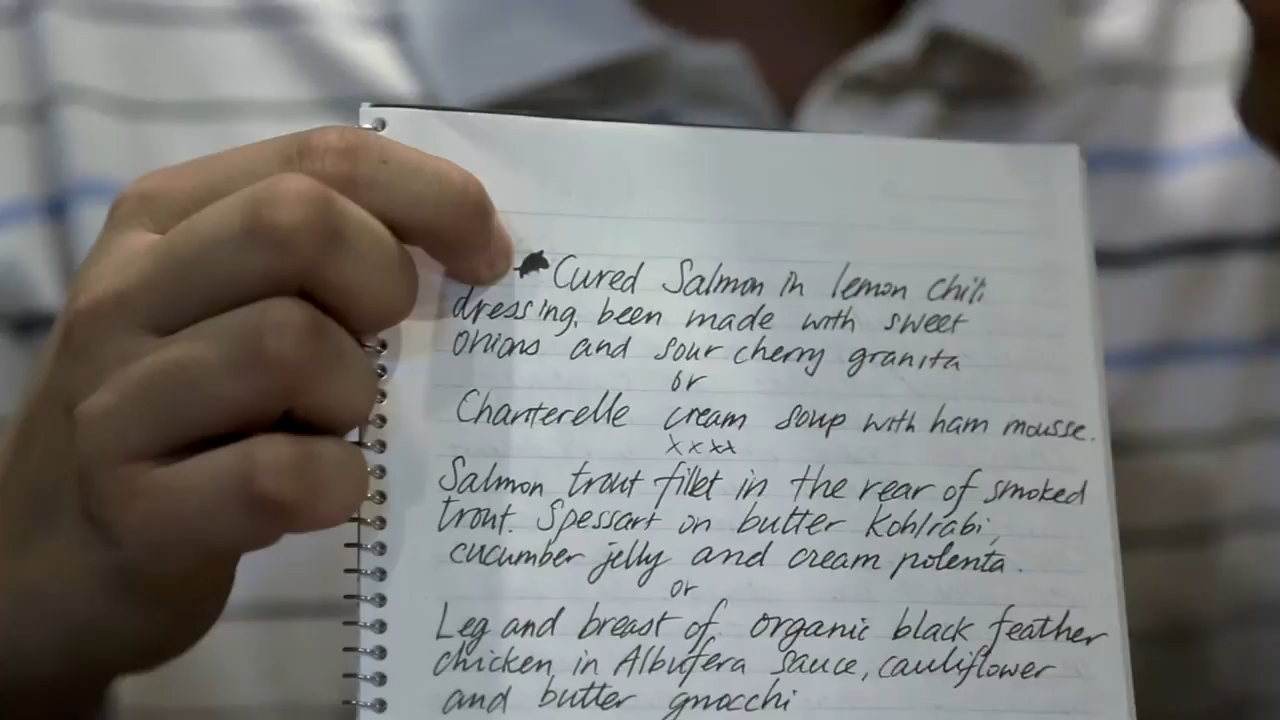 Cured Salmon in lemon chili
dressing, been made with sweet
onions and sour cherry granita
or
Chanterelle cream soup with ham mousse.
xxxx
Salmon trout fillet in the rear of smoked
trout. Spessart on butter kohlrabi,
cucumber jelly and cream polenta.
or
Leg and breast of organic black feather
chicken in Albufera sauce, cauliflower
and butter gnocchi